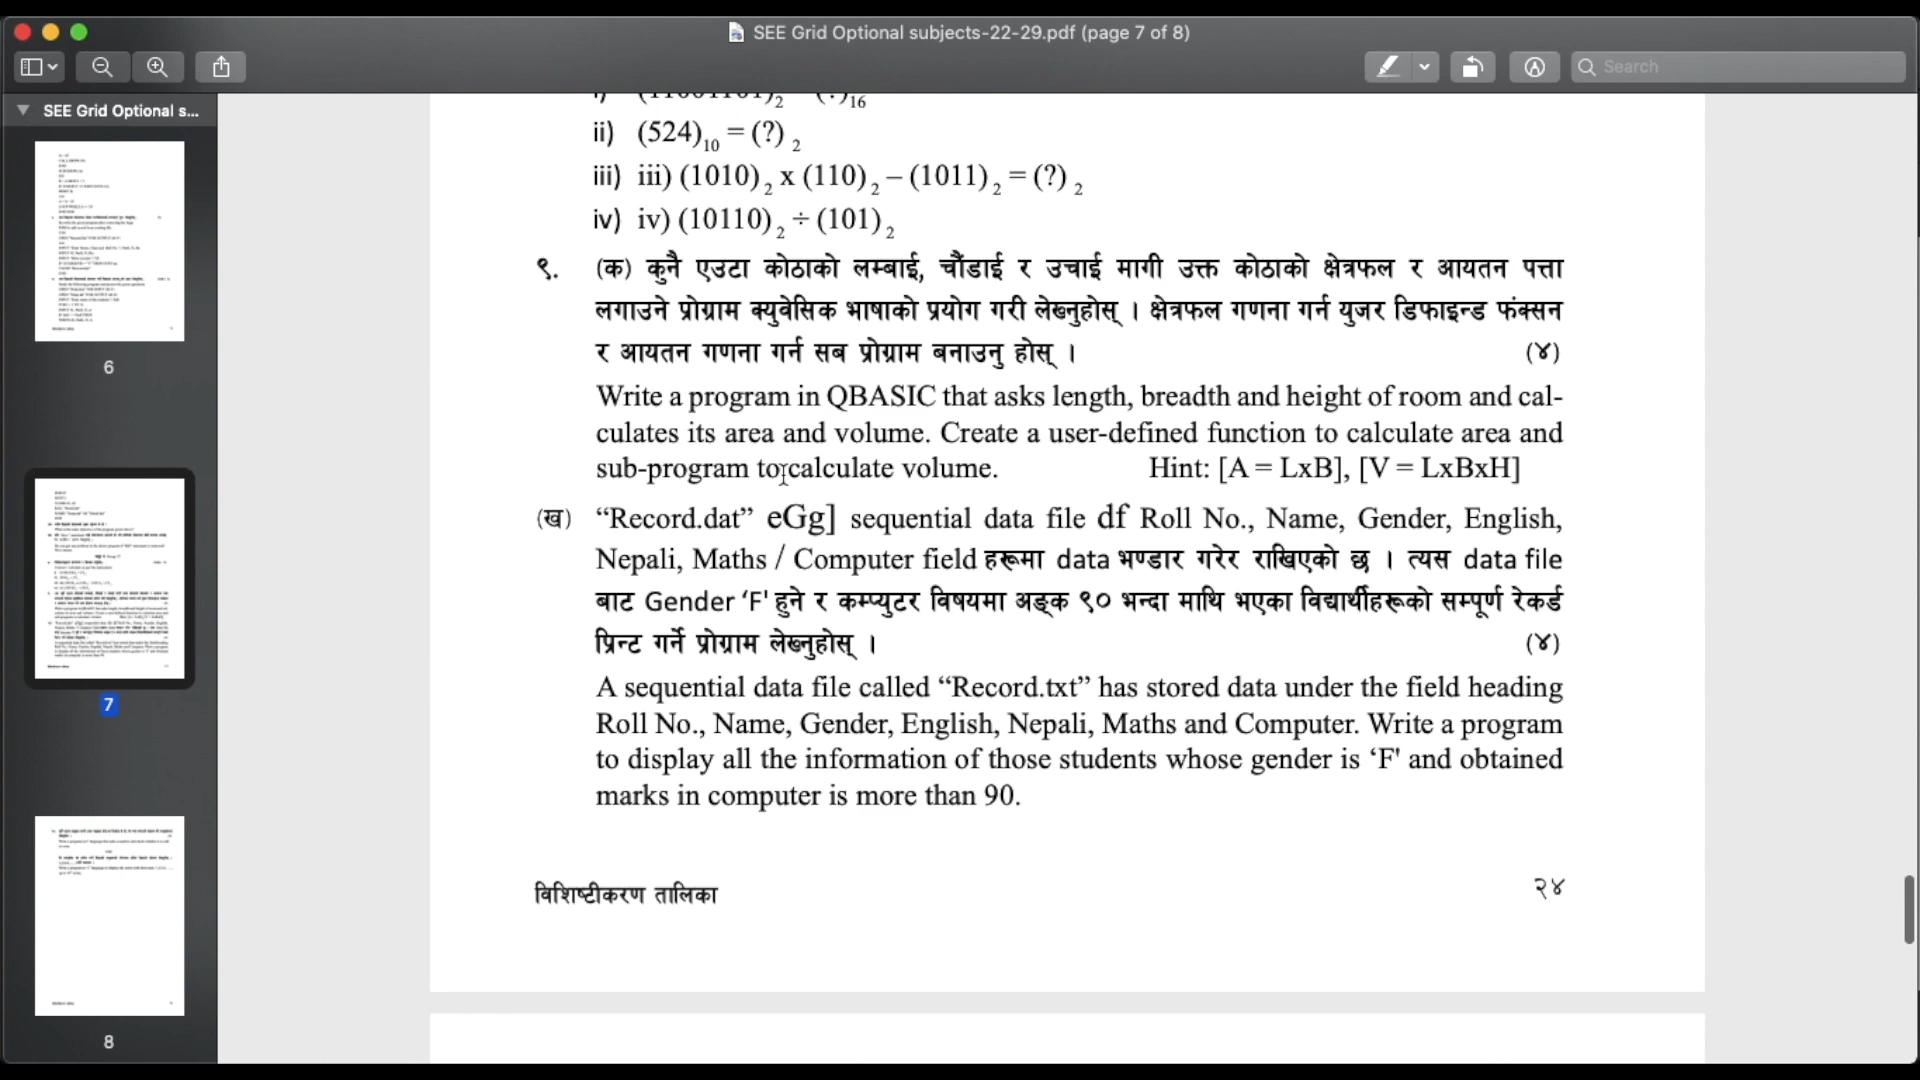 SEE Grid Optional subjects-22-29.pdf (page 7 of 8)
Search
SEE Grid Optional s...
6
7
8
ii) (524)10 = (?) 2
iii) iii) (1010) 2 x (110) 2 – (1011) 2 = (?) 2
iv) iv) (10110) 2 ÷ (101) 2
९. (क) कुनै एउटा कोठाको लम्बाई, चौंडाई र उचाई मागी उक्त कोठाको क्षेत्रफल र आयतन पत्ता
लगाउने प्रोग्राम क्युवेसिक भाषाको प्रयोग गरी लेख्नुहोस् । क्षेत्रफल गणना गर्न युजर डिफाइन्ड फंक्सन
र आयतन गणना गर्न सब प्रोग्राम बनाउनु होस् । (४)
Write a program in QBASIC that asks length, breadth and height of room and cal-
culates its area and volume. Create a user-defined function to calculate area and
sub-program to calculate volume. Hint: [A = LxB], [V = LxBxH]
(ख) “Record.dat” eGg] sequential data file df Roll No., Name, Gender, English,
Nepali, Maths / Computer field हरूमा data भण्डार गरेर राखिएको छ । त्यस data file
बाट Gender ‘F' हुने र कम्प्युटर विषयमा अङ्क ९० भन्दा माथि भएका विद्यार्थीहरूको सम्पूर्ण रेकर्ड
प्रिन्ट गर्ने प्रोग्राम लेख्नुहोस् । (४)
A sequential data file called “Record.txt” has stored data under the field heading
Roll No., Name, Gender, English, Nepali, Maths and Computer. Write a program
to display all the information of those students whose gender is ‘F' and obtained
marks in computer is more than 90.
विशिष्टीकरण तालिका २४